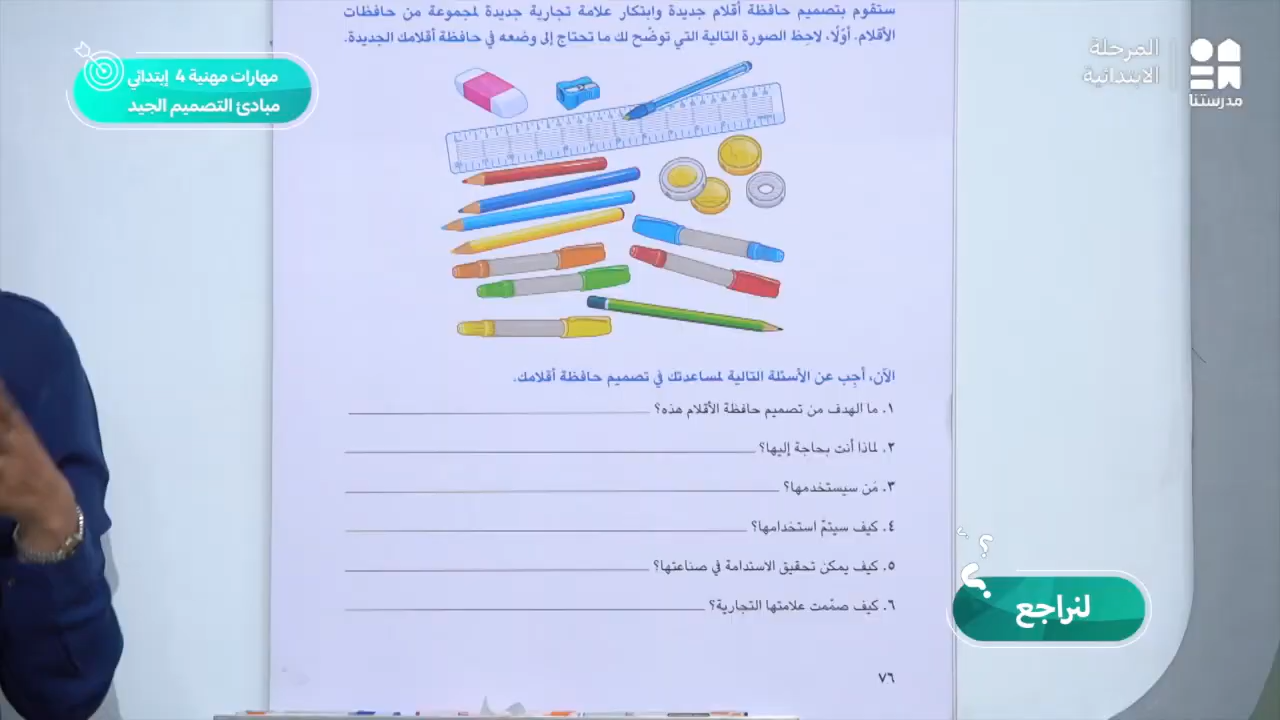 ستقوم بتصميم حافظة أقلام جديدة وابتكار علامة تجارية جديدة لمجموعة من حافظات
الأقلام. أوّلًا، لاحِظ الصورة التالية التي توضّح لك ما تحتاج إلى وضعه في حافظة أقلامك الجديدة.
مهارات مهنية 4 إبتدائي
مبادئ التصميم الجيد
المرحلة
الابتدائية
مدرستنا
الآن، أجِب عن الأسئلة التالية لمساعدتك في تصميم حافظة أقلامك.
١. ما الهدف من تصميم حافظة الأقلام هذه؟
٢. لماذا أنت بحاجة إليها؟
٣. مَن سيستخدمها؟
٤. كيف سيتمّ استخدامها؟
٥. كيف يمكن تحقيق الاستدامة في صناعتها؟
٦. كيف صمّمت علامتها التجارية؟
لنراجع
٧٦